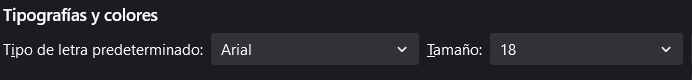 Tipografías y colores
Tipo de letra predeterminado: Arial Tamaño: 18